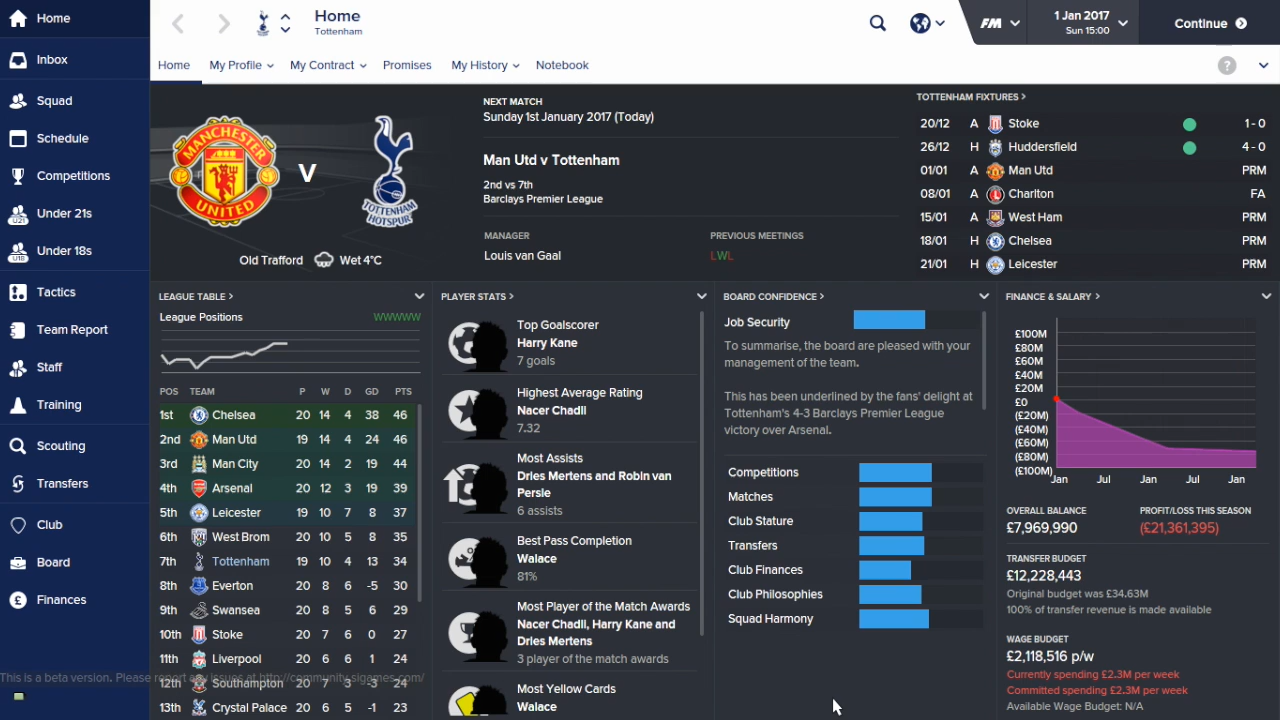 Home
Inbox
Squad
Schedule
Competitions
Under 21s
Under 18s
Tactics
Team Report
Staff
Training
Scouting
Transfers
Club
Board
Finances
Home
Tottenham
FM
1 Jan 2017
Sun 15:00
Continue
Home My Profile My Contract Promises My History Notebook
?
MANCHESTER
UNITED
V
TOTTENHAM
HOTSPUR
Old Trafford Wet 4°C
NEXT MATCH
Sunday 1st January 2017 (Today)
Man Utd v Tottenham
2nd vs 7th
Barclays Premier League
MANAGER PREVIOUS MEETINGS
Louis van Gaal LWL
TOTTENHAM FIXTURES >
20/12 A Stoke 1 - 0
26/12 H Huddersfield 4 - 0
01/01 A Man Utd PRM
08/01 A Charlton FA
15/01 A West Ham PRM
18/01 H Chelsea PRM
21/01 H Leicester PRM
LEAGUE TABLE >
League Positions WWWWW
POS TEAM P W D GD PTS
1st Chelsea 20 14 4 38 46
2nd Man Utd 19 14 4 24 46
3rd Man City 20 14 2 19 44
4th Arsenal 20 12 3 19 39
5th Leicester 19 10 7 8 37
6th West Brom 20 10 5 8 35
7th Tottenham 19 10 4 13 34
8th Everton 20 8 6 -5 30
9th Swansea 20 8 5 6 29
10th Stoke 20 7 6 0 27
11th Liverpool 20 6 6 1 24
12th Southampton 20 7 3 -3 24
13th Crystal Palace 20 6 5 -1 23
This is a beta version. Please report any issues at http://community.sigames.com/
PLAYER STATS >
Top Goalscorer
Harry Kane
7 goals
Highest Average Rating
Nacer Chadli
7.32
Most Assists
Dries Mertens and Robin van
Persie
6 assists
Best Pass Completion
Walace
81%
Most Player of the Match Awards
Nacer Chadli, Harry Kane and
Dries Mertens
3 player of the match awards
Most Yellow Cards
Walace
BOARD CONFIDENCE >
Job Security
To summarise, the board are pleased with your
management of the team.
This has been underlined by the fans' delight at
Tottenham's 4-3 Barclays Premier League
victory over Arsenal.
Competitions
Matches
Club Stature
Transfers
Club Finances
Club Philosophies
Squad Harmony
FINANCE & SALARY >
£100M
£80M
£60M
£40M
£20M
£0
(£20M)
(£40M)
(£60M)
(£80M)
(£100M)
Jan Jul Jan Jul Jan
OVERALL BALANCE PROFIT/LOSS THIS SEASON
£7,969,990 (£21,361,395)
TRANSFER BUDGET
£12,228,443
Original budget was £34.63M
100% of transfer revenue is made available
WAGE BUDGET
£2,118,516 p/w
Currently spending £2.3M per week
Committed spending £2.3M per week
Available Wage Budget: N/A